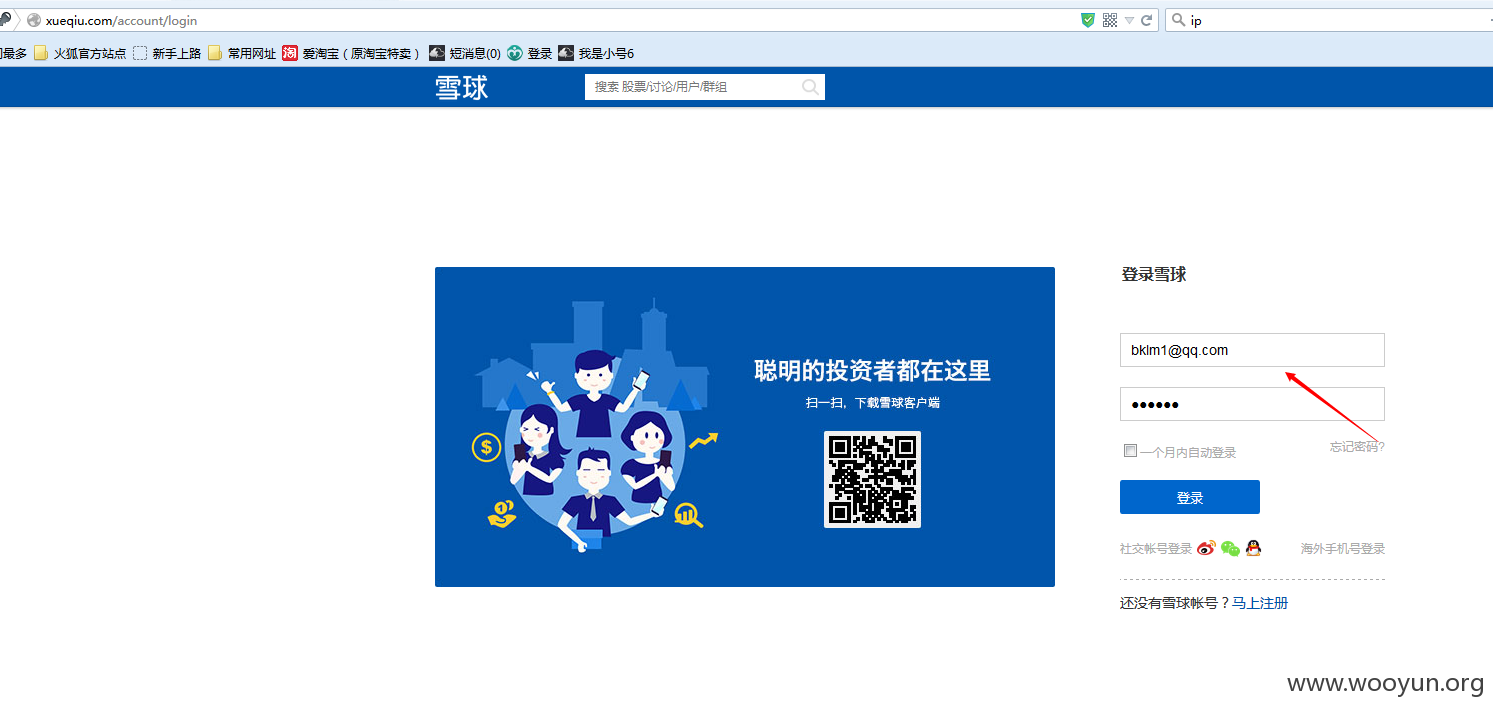 xueqiu.com/account/login
ip
问最多 火狐官方站点 新手上路 常用网址 淘 爱淘宝（原淘宝特卖） 短消息(0) 登录 我是小号6
雪球
搜索 股票/讨论/用户/群组
登录雪球
bklm1@qq.com
聪明的投资者都在这里
扫一扫，下载雪球客户端
忘记密码?
一个月内自动登录
登录
社交帐号登录
海外手机号登录
还没有雪球帐号？马上注册
www.wooyun.org